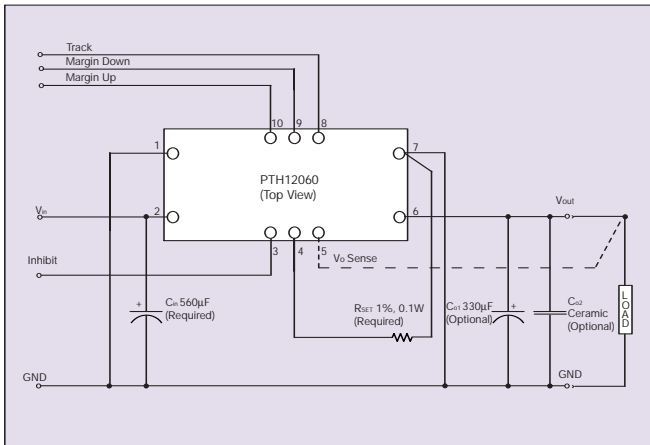 Track
Margin Down
Margin Up
10 9 8
1
7
PTH12060
(Top View)
Vin
2
6
Vout
Inhibit
3 4 5
Vo Sense
+ Cin 560µF
(Required)
RSET 1%, 0.1W
(Required)
Co1 330µF +
(Optional)
Co2
Ceramic
(Optional)
LOAD
GND
GND